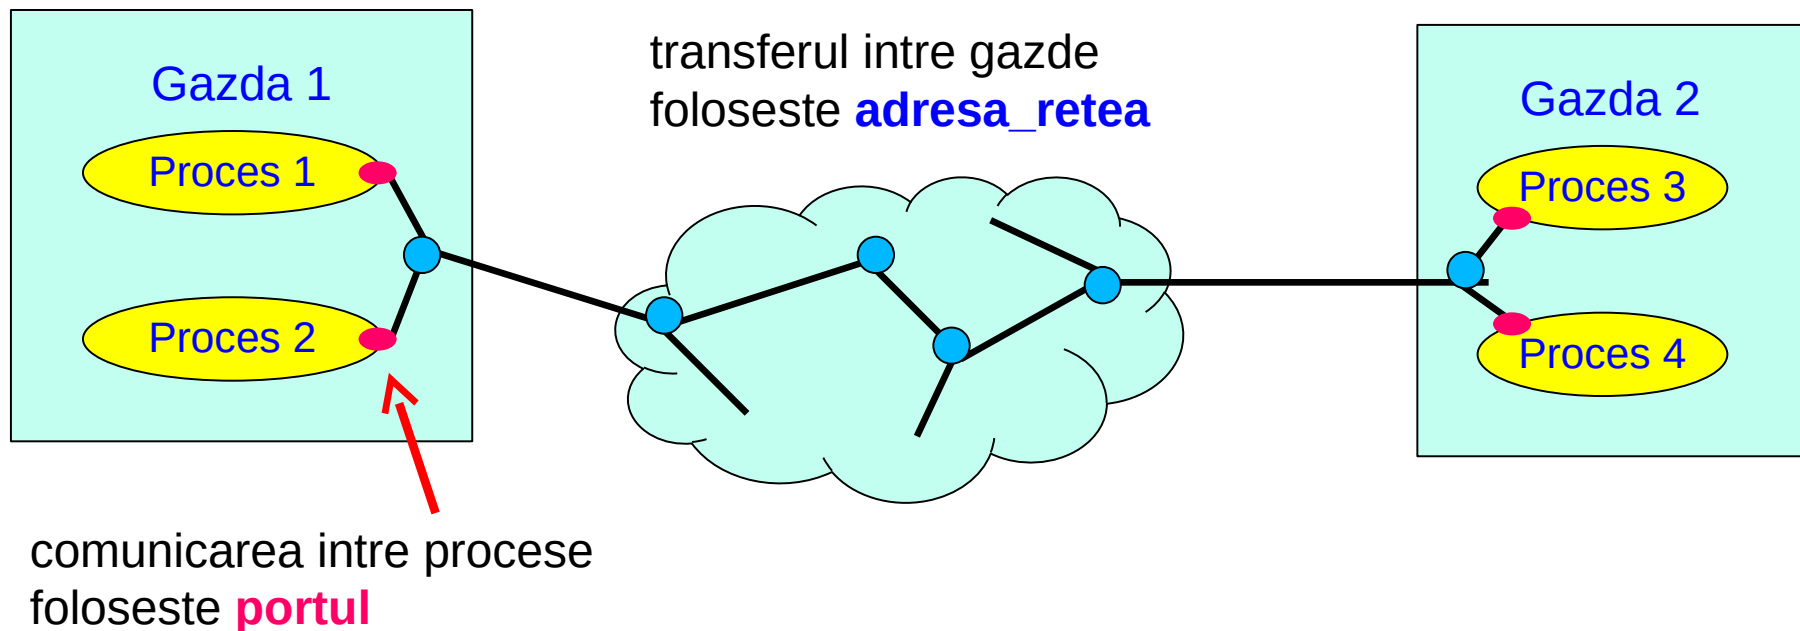 Gazda 1
Proces 1
Proces 2
transferul intre gazde
foloseste adresa_retea
Gazda 2
Proces 3
Proces 4
comunicarea intre procese
foloseste portul